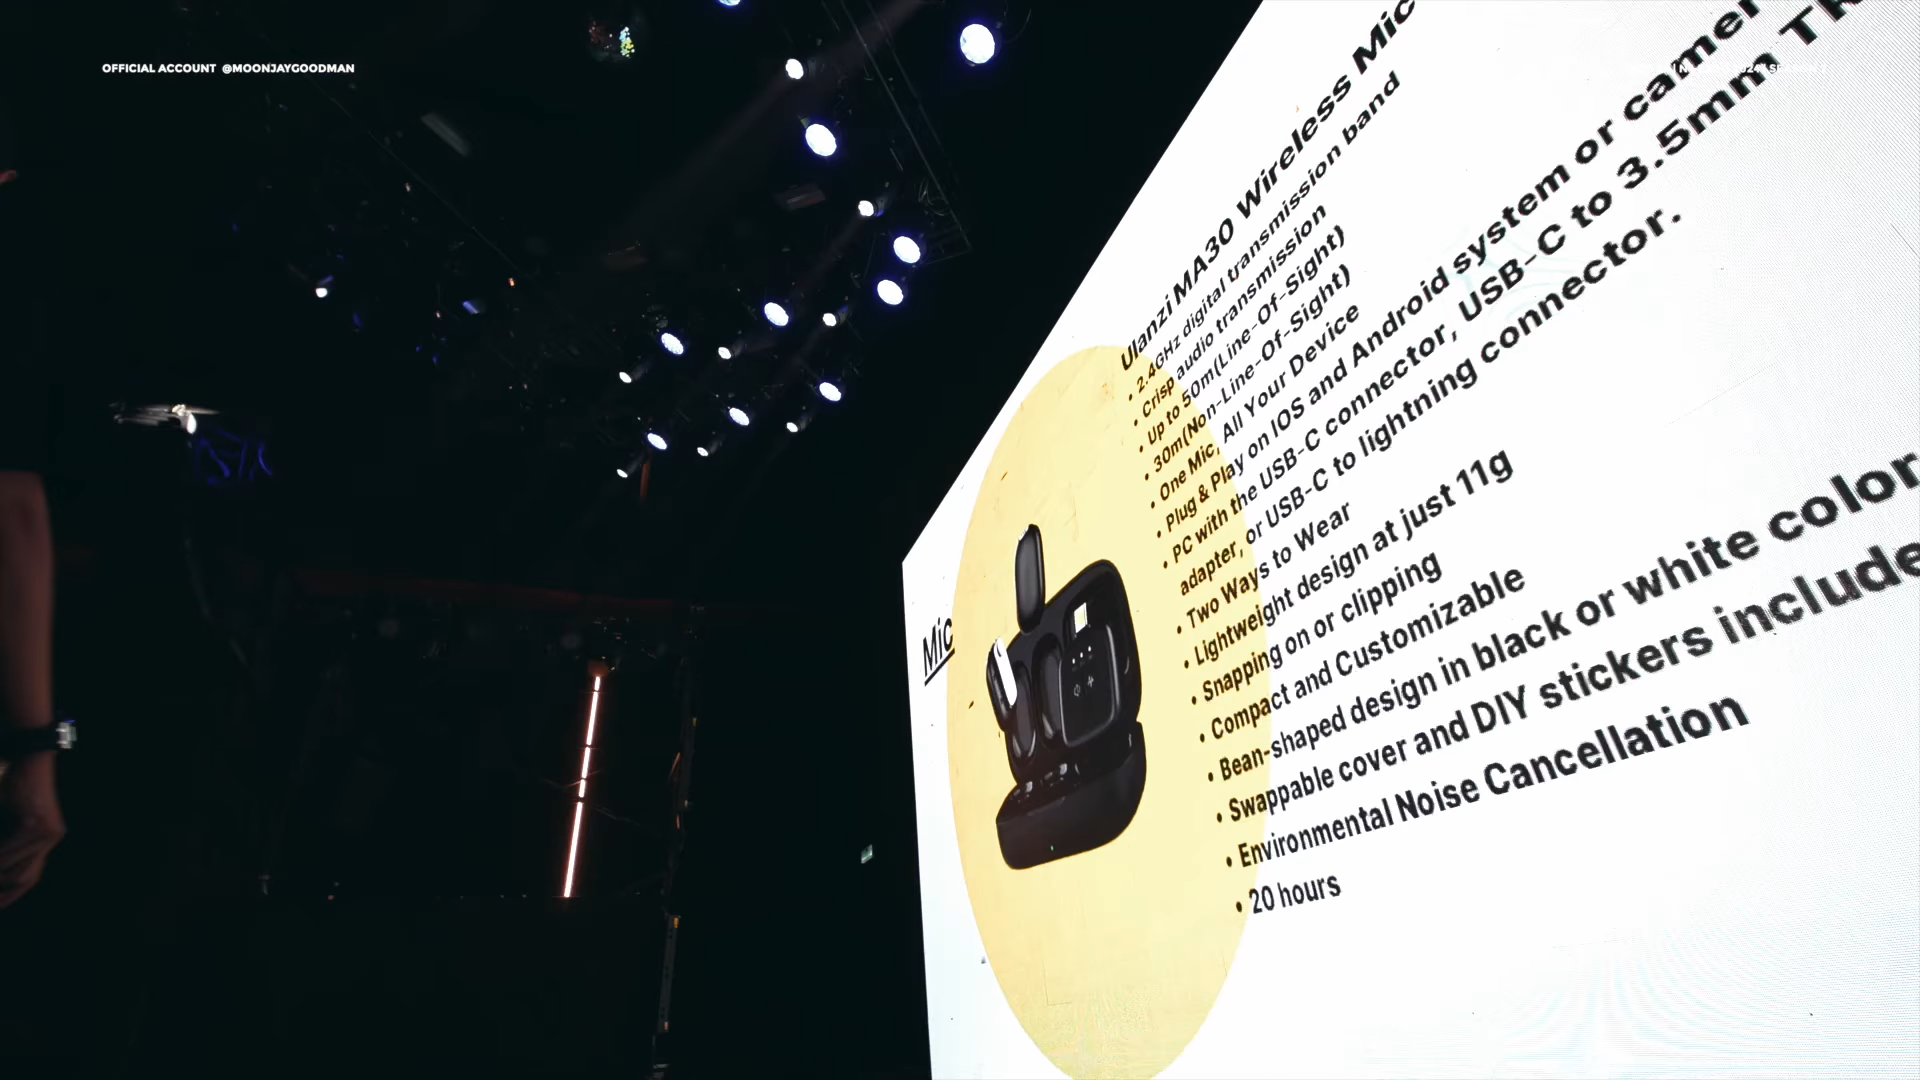 OFFICIAL ACCOUNT @MOONJAYGOODMAN
Ulanzi MA30 Wireless Mic
• 2.4GHz digital transmission band
• Crisp audio transmission
• Up to 50m(Line-Of-Sight)
• 30m(Non-Line-Of-Sight)
• One Mic, All Your Device
• Plug & Play on IOS and Android system or camer
• PC with the USB-C connector, USB-C to 3.5mm TR
adapter, or USB-C to lightning connector.
• Two Ways to Wear
• Lightweight design at just 11g
• Snapping on or clipping
• Compact and Customizable
• Bean-shaped design in black or white color
• Swappable cover and DIY stickers include
• Environmental Noise Cancellation
• 20 hours
Mic